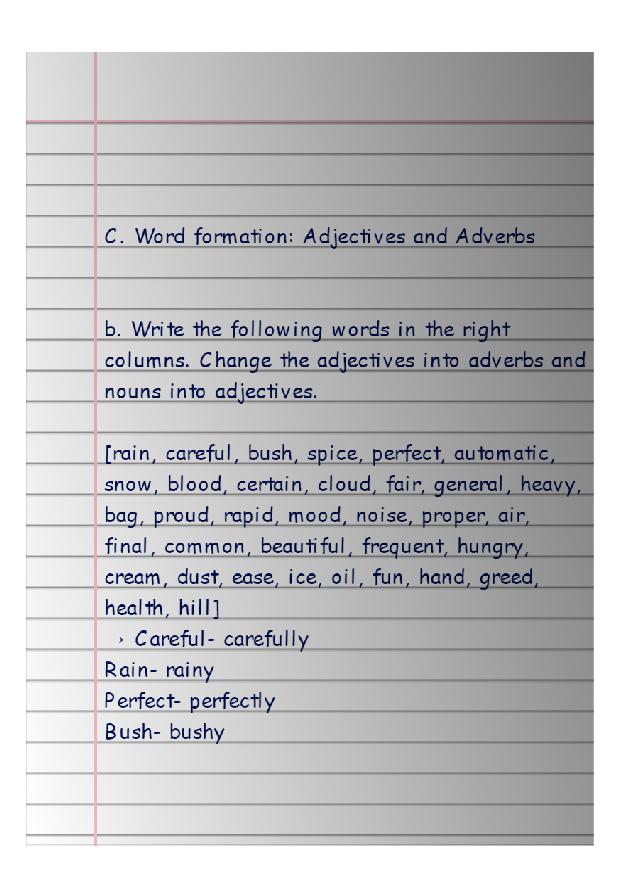 C. Word formation: Adjectives and Adverbs
b. Write the following words in the right
columns. Change the adjectives into adverbs and
nouns into adjectives.
[rain, careful, bush, spice, perfect, automatic,
snow, blood, certain, cloud, fair, general, heavy,
bag, proud, rapid, mood, noise, proper, air,
final, common, beautiful, frequent, hungry,
cream, dust, ease, ice, oil, fun, hand, greed,
health, hill]
→ Careful- carefully
Rain- rainy
Perfect- perfectly
Bush- bushy